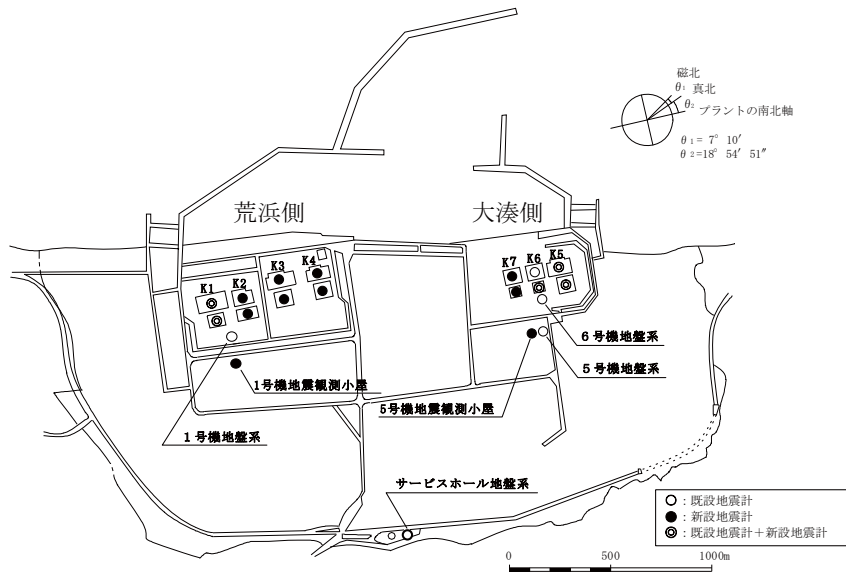 磁北
θ₁ 真北
θ₂ プラントの南北軸
θ₁= 7° 10′
θ₂=18° 54′ 51″
荒浜側
大湊側
K1
K2
K3
K4
K7
K6
K5
6号機地盤系
5号機地盤系
1号機地震観測小屋
5号機地震観測小屋
1号機地盤系
サービスホール地盤系
○ : 既設地震計
● : 新設地震計
◎ : 既設地震計+新設地震計
0 500 1000m